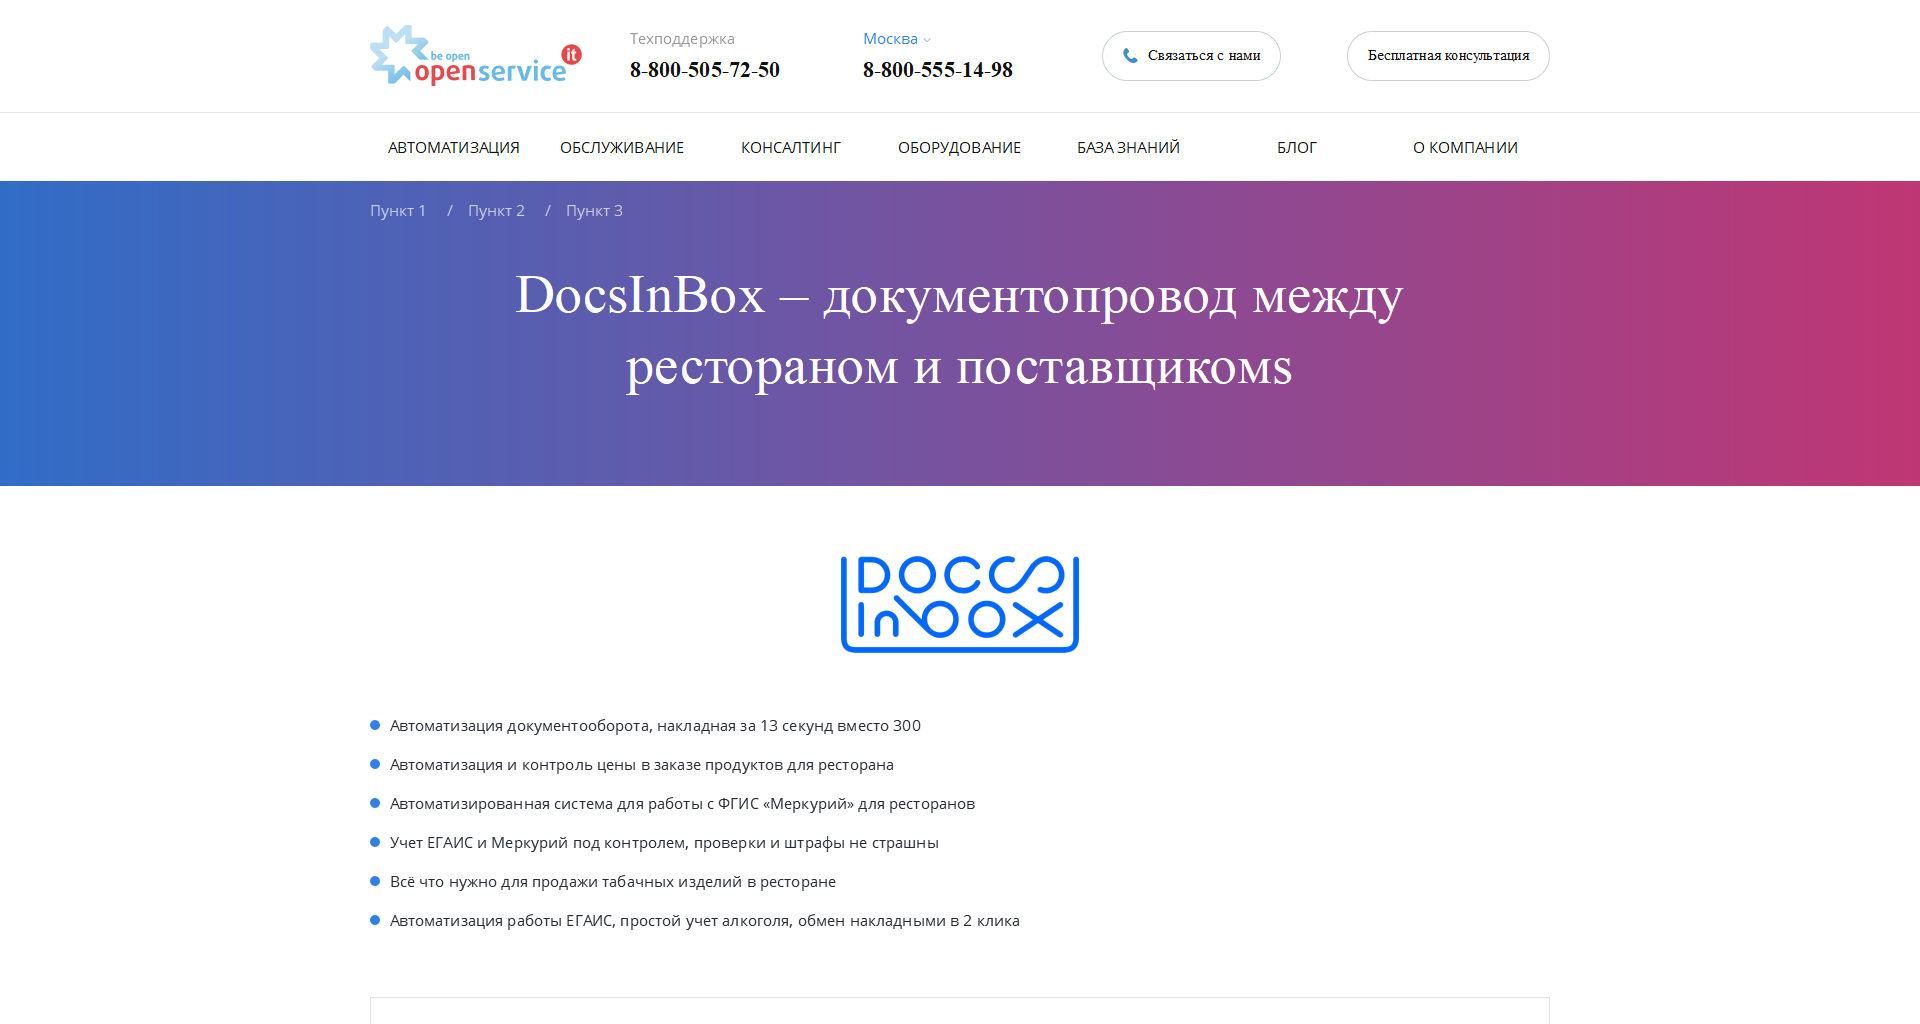 be open
openservice it
Техподдержка
8-800-505-72-50
Москва
8-800-555-14-98
Связаться с нами
Бесплатная консультация
АВТОМАТИЗАЦИЯ ОБСЛУЖИВАНИЕ КОНСАЛТИНГ ОБОРУДОВАНИЕ БАЗА ЗНАНИЙ БЛОГ О КОМПАНИИ
Пункт 1 / Пункт 2 / Пункт 3
DocsInBox – документопровод между
рестораном и поставщикомs
DOCS
InBOX
Автоматизация документооборота, накладная за 13 секунд вместо 300
Автоматизация и контроль цены в заказе продуктов для ресторана
Автоматизированная система для работы с ФГИС «Меркурий» для ресторанов
Учет ЕГАИС и Меркурий под контролем, проверки и штрафы не страшны
Всё что нужно для продажи табачных изделий в ресторане
Автоматизация работы ЕГАИС, простой учет алкоголя, обмен накладными в 2 клика